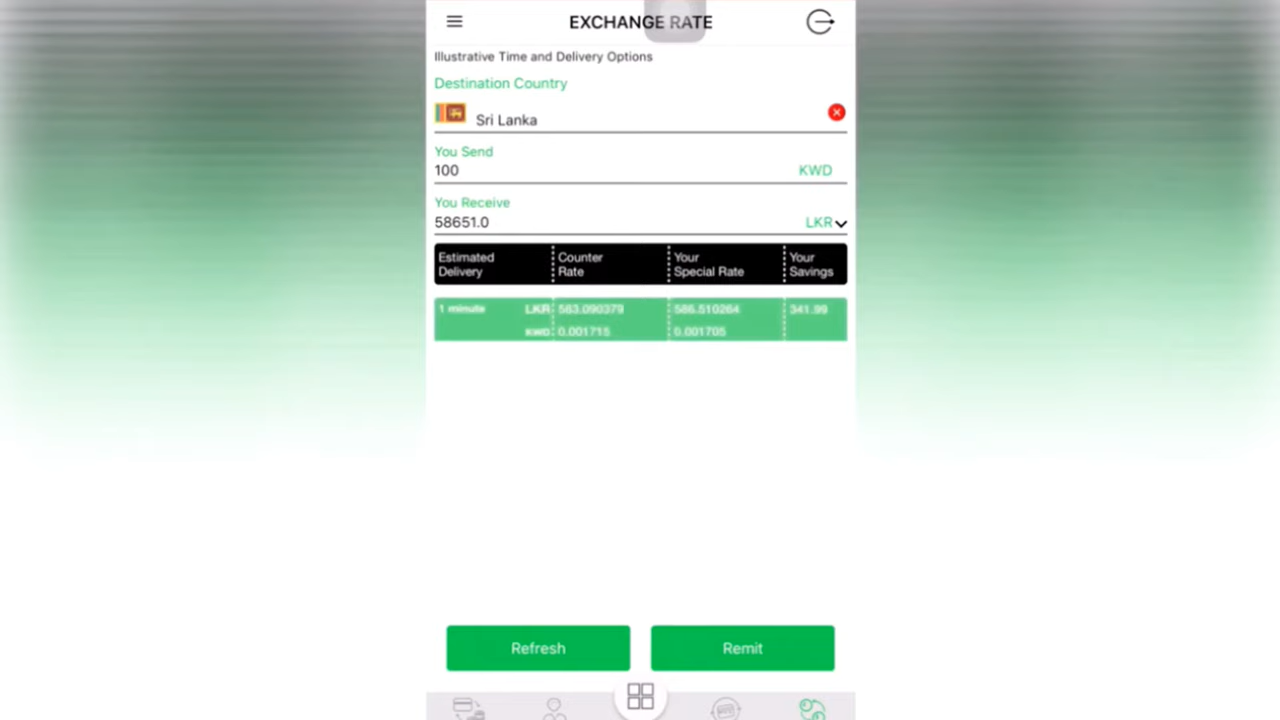 EXCHANGE RATE
Illustrative Time and Delivery Options
Destination Country
Sri Lanka
You Send
100 KWD
You Receive
58651.0 LKR
Estimated Delivery Counter Rate Your Special Rate Your Savings
1 minute LKR 583.090379 586.510264 341.99
KWD 0.001715 0.001705
Refresh Remit